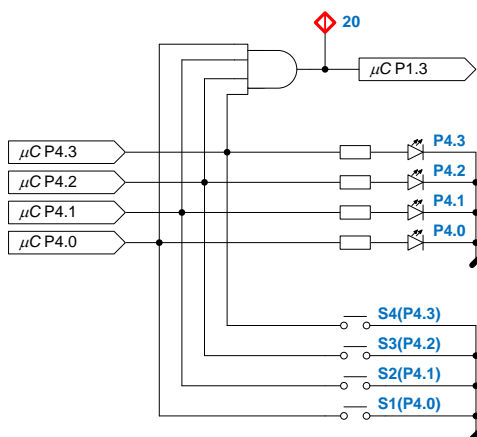 20
μC P1.3
μC P4.3
P4.3
μC P4.2
P4.2
μC P4.1
P4.1
μC P4.0
P4.0
S4(P4.3)
S3(P4.2)
S2(P4.1)
S1(P4.0)